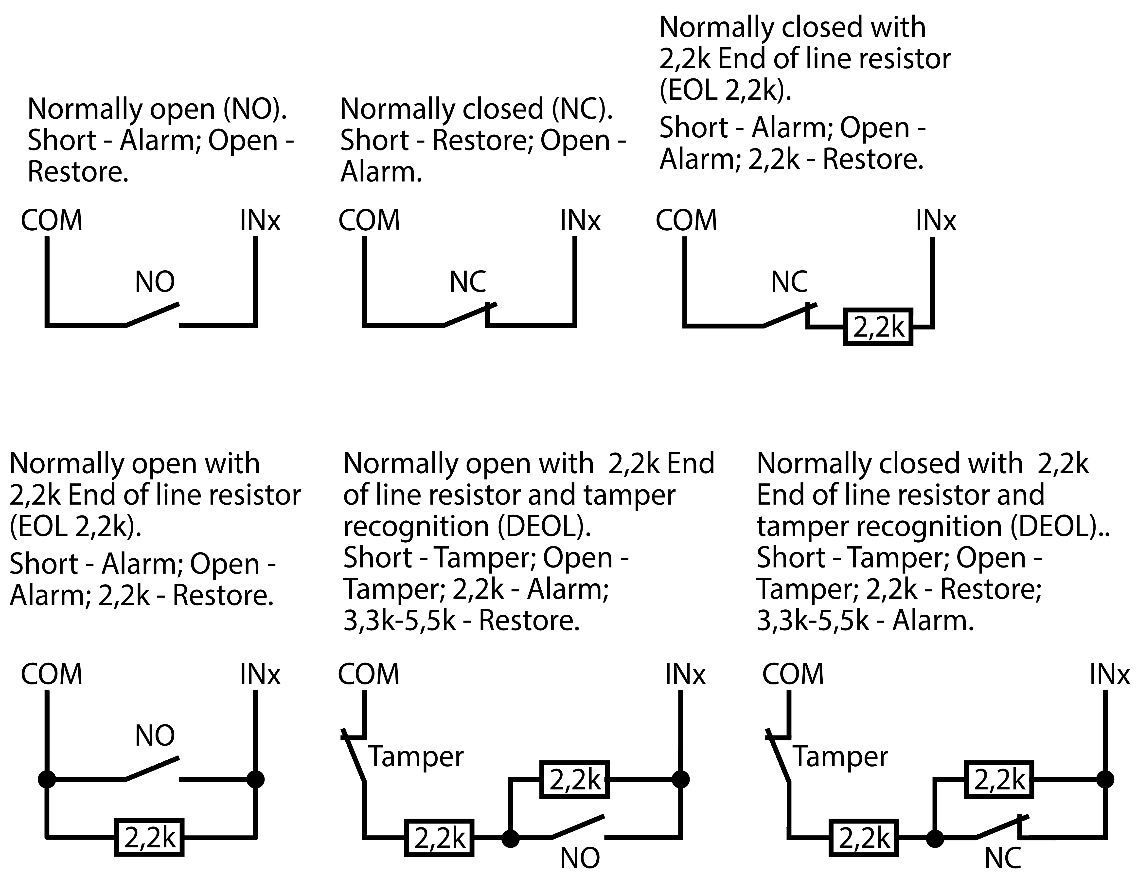 Normally open (NO).
Short - Alarm; Open -
Restore.
COM
INx
NO
Normally closed (NC).
Short - Restore; Open -
Alarm.
COM
INx
NC
Normally closed with
2,2k End of line resistor
(EOL 2,2k).
Short - Alarm; Open -
Alarm; 2,2k - Restore.
COM
INx
NC
2,2k
Normally open with
2,2k End of line resistor
(EOL 2,2k).
Short - Alarm; Open -
Alarm; 2,2k - Restore.
COM
INx
NO
2,2k
Normally open with 2,2k End
of line resistor and tamper
recognition (DEOL).
Short - Tamper; Open -
Tamper; 2,2k - Alarm;
3,3k-5,5k - Restore.
COM
INx
Tamper
2,2k
2,2k
NO
Normally closed with 2,2k
End of line resistor and
tamper recognition (DEOL)..
Short - Tamper; Open -
Tamper; 2,2k - Restore;
3,3k-5,5k - Alarm.
COM
INx
Tamper
2,2k
2,2k
NC